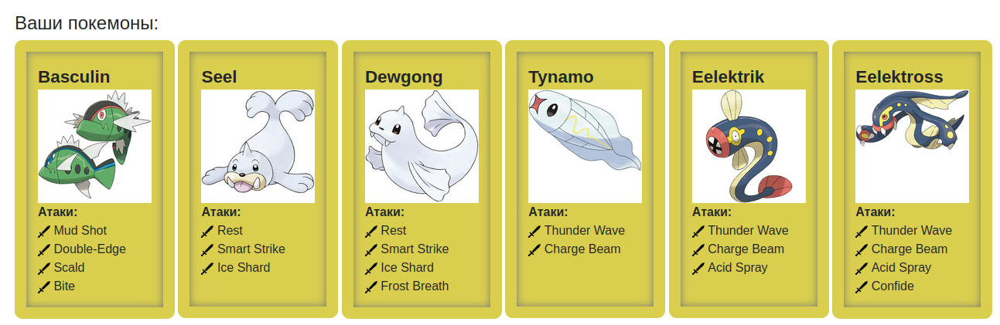 Ваши покемоны:
Basculin
Атаки:
Mud Shot
Double-Edge
Scald
Bite
Seel
Атаки:
Rest
Smart Strike
Ice Shard
Dewgong
Атаки:
Rest
Smart Strike
Ice Shard
Frost Breath
Tynamo
Атаки:
Thunder Wave
Charge Beam
Eelektrik
Атаки:
Thunder Wave
Charge Beam
Acid Spray
Eelektross
Атаки:
Thunder Wave
Charge Beam
Acid Spray
Confide